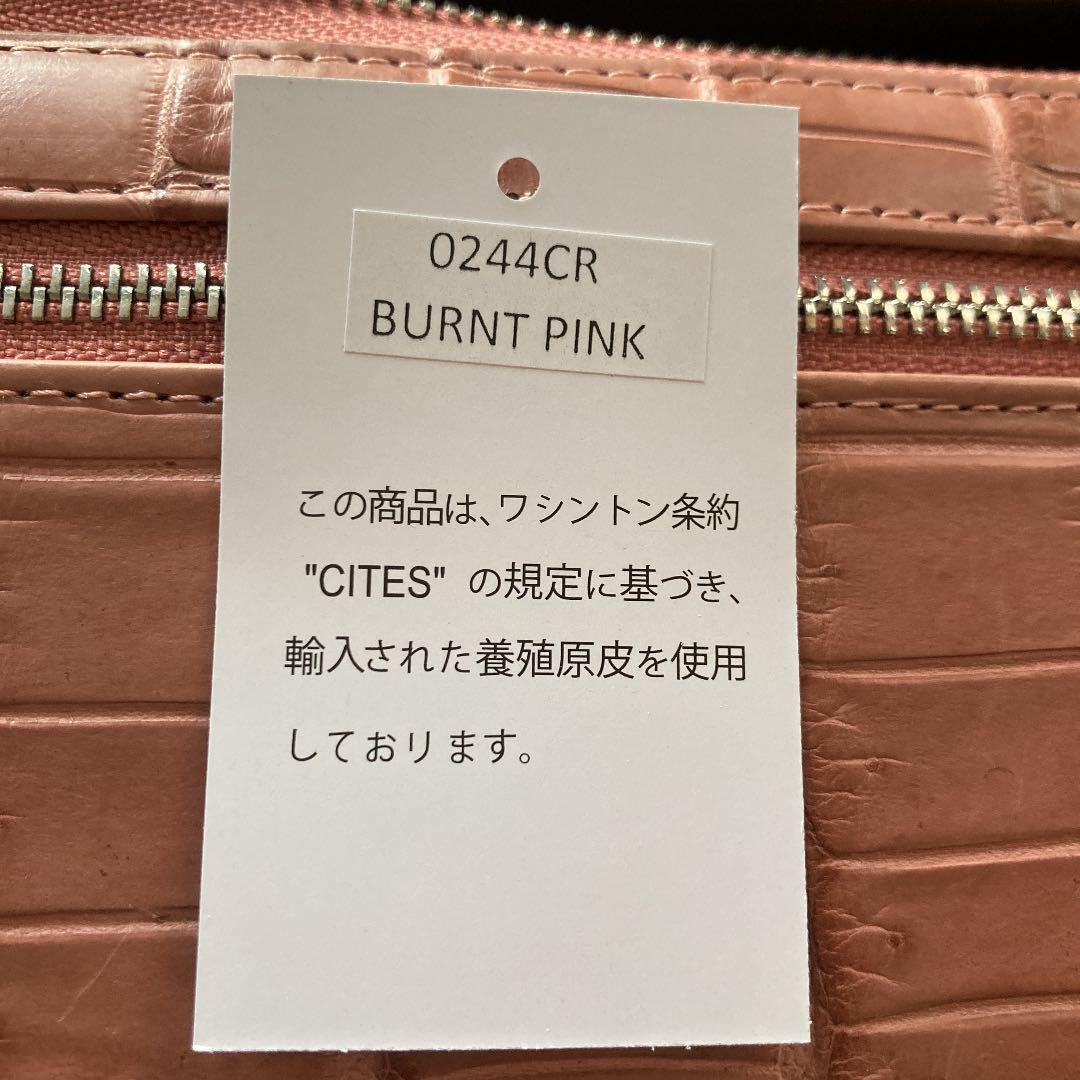 0244CR
BURNT PINK
この商品は、ワシントン条約
"CITES" の規定に基づき、
輸入された養殖原皮を使用
しております。